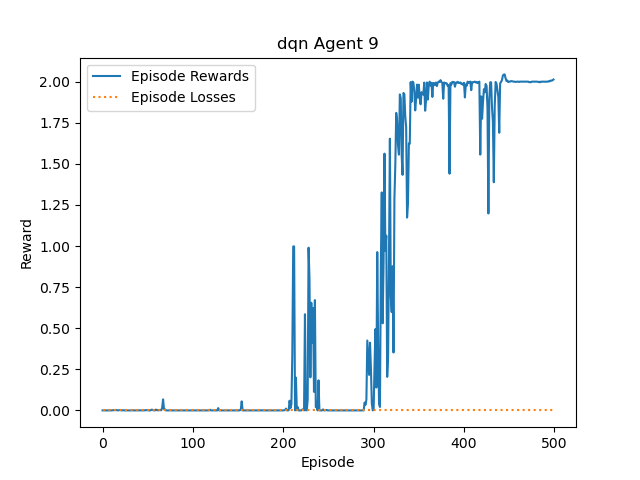 dqn Agent 9
Episode Rewards
Episode Losses
2.00
1.75
1.50
1.25
1.00
0.75
0.50
0.25
0.00
Reward
0 100 200 300 400 500
Episode